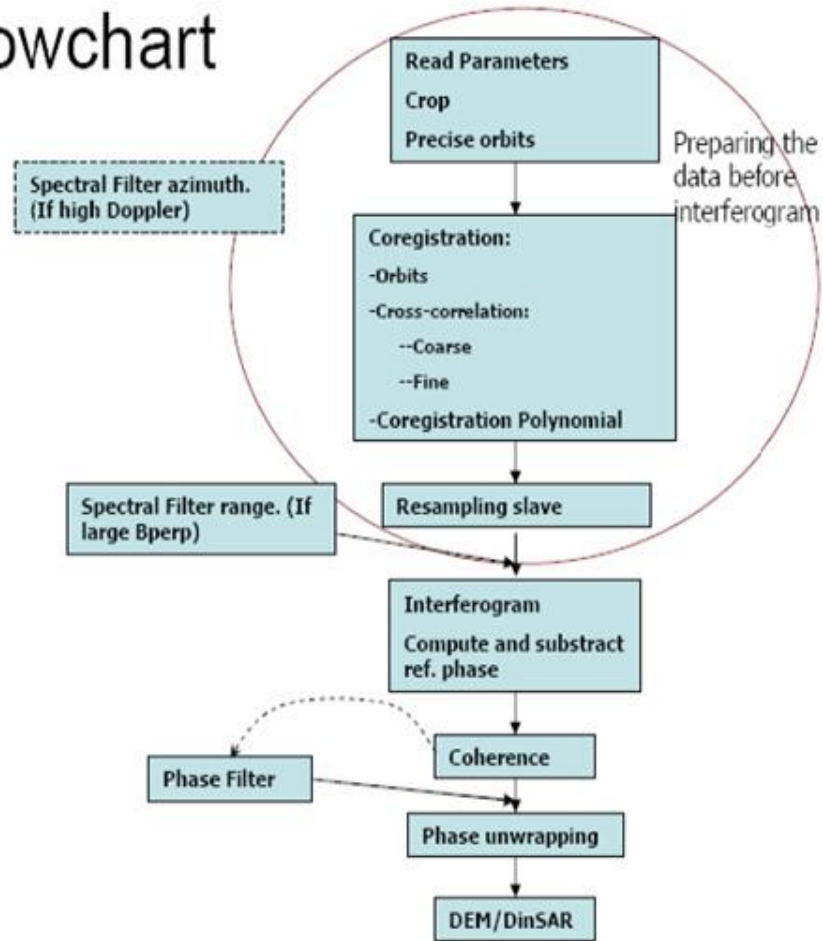 owchart
Read Parameters
Crop
Precise orbits
Preparing the
data before
interferogram
Spectral Filter azimuth.
(If high Doppler)
Coregistration:
-Orbits
-Cross-correlation:
--Coarse
--Fine
-Coregistration Polynomial
Spectral Filter range. (If
large Bperp)
Resampling slave
Interferogram
Compute and substract
ref. phase
Coherence
Phase Filter
Phase unwrapping
DEM/DinSAR